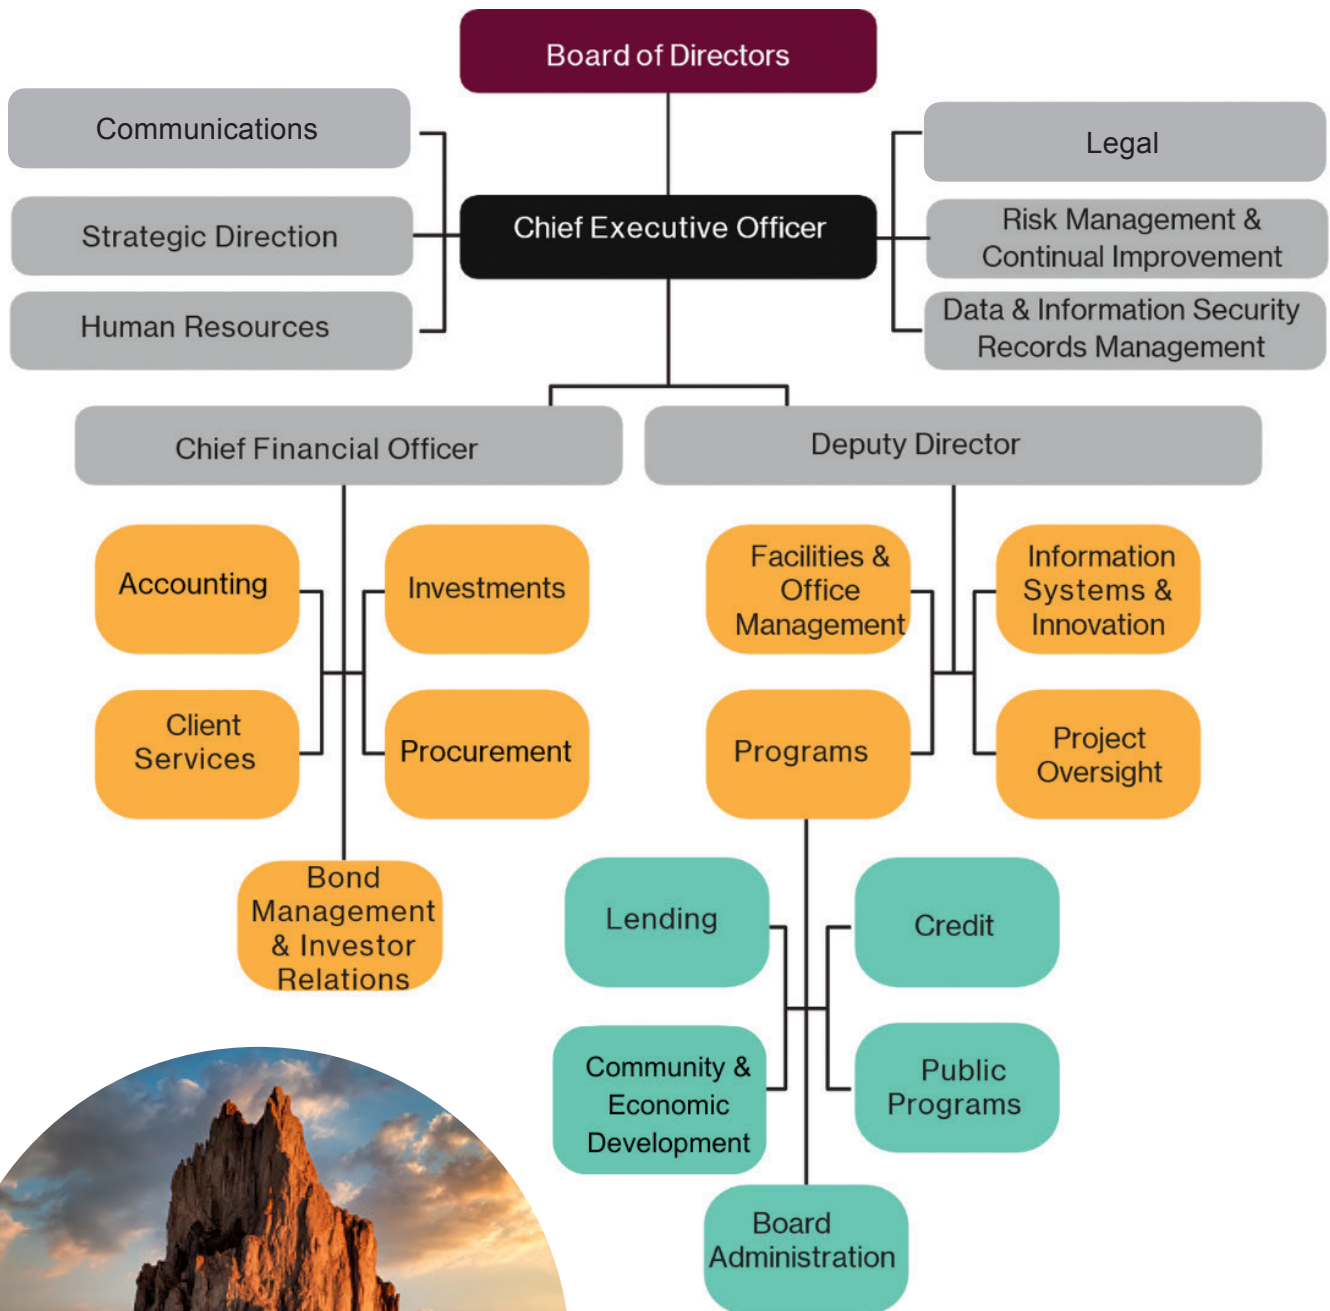 Board of Directors
Communications
Legal
Strategic Direction
Chief Executive Officer
Risk Management &
Continual Improvement
Human Resources
Data & Information Security
Records Management
Chief Financial Officer
Deputy Director
Accounting
Investments
Facilities &
Office
Management
Information
Systems &
Innovation
Client
Services
Procurement
Programs
Project
Oversight
Bond
Management
& Investor
Relations
Lending
Credit
Community &
Economic
Development
Public
Programs
Board
Administration